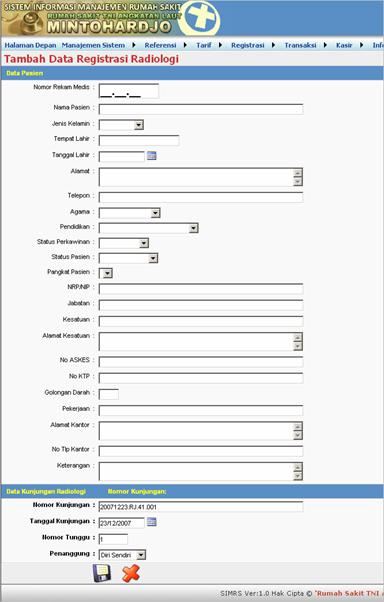 SISTEM INFORMASI MANAJEMEN RUMAH SAKIT
RUMAH SAKIT TNI ANGKATAN LAUT
MINTOHARDJO
Halaman Depan Manajemen Sistem Referensi Tarif Registrasi Transaksi Kasir Inf
Tambah Data Registrasi Radiologi
Data Pasien
Nomor Rekam Medis : __.__.__
Nama Pasien :
Jenis Kelamin :
Tempat Lahir :
Tanggal Lahir :
Alamat :
Telepon :
Agama :
Pendidikan :
Status Perkawinan :
Status Pasien :
Pangkat Pasien :
NRP/NIP :
Jabatan :
Kesatuan :
Alamat Kesatuan :
No ASKES :
No KTP :
Golongan Darah :
Pekerjaan :
Alamat Kantor :
No Tlp Kantor :
Keterangan :
Data Kunjungan Radiologi Nomor Kunjungan:
Nomor Kunjungan : 20071223.RJ.41.001
Tanggal Kunjungan : 23/12/2007
Nomor Tunggu : 1
Penanggung : Diri Sendiri
SIMRS Ver:1.0 Hak Cipta © "Rumah Sakit TNI